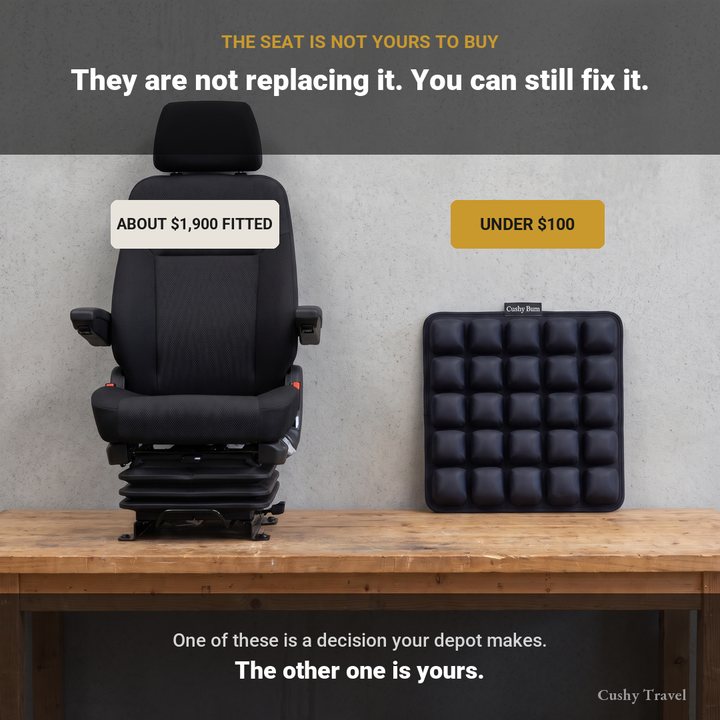 THE SEAT IS NOT YOURS TO BUY
They are not replacing it. You can still fix it.
ABOUT $1,900 FITTED
UNDER $100
Cushy Bum
One of these is a decision your depot makes.
The other one is yours.
Cushy Travel